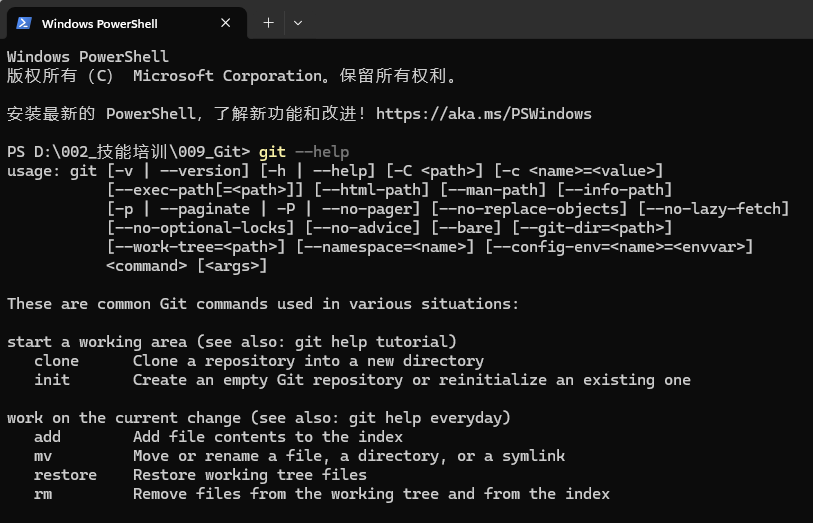 Windows PowerShell
Windows PowerShell
版权所有（C） Microsoft Corporation。保留所有权利。
安装最新的 PowerShell，了解新功能和改进！https://aka.ms/PSWindows
PS D:\002_技能培训\009_Git> git --help
usage: git [-v | --version] [-h | --help] [-C <path>] [-c <name>=<value>]
           [--exec-path[=<path>]] [--html-path] [--man-path] [--info-path]
           [-p | --paginate | -P | --no-pager] [--no-replace-objects] [--no-lazy-fetch]
           [--no-optional-locks] [--no-advice] [--bare] [--git-dir=<path>]
           [--work-tree=<path>] [--namespace=<name>] [--config-env=<name>=<envvar>]
           <command> [<args>]
These are common Git commands used in various situations:
start a working area (see also: git help tutorial)
   clone      Clone a repository into a new directory
   init       Create an empty Git repository or reinitialize an existing one
work on the current change (see also: git help everyday)
   add        Add file contents to the index
   mv         Move or rename a file, a directory, or a symlink
   restore    Restore working tree files
   rm         Remove files from the working tree and from the index